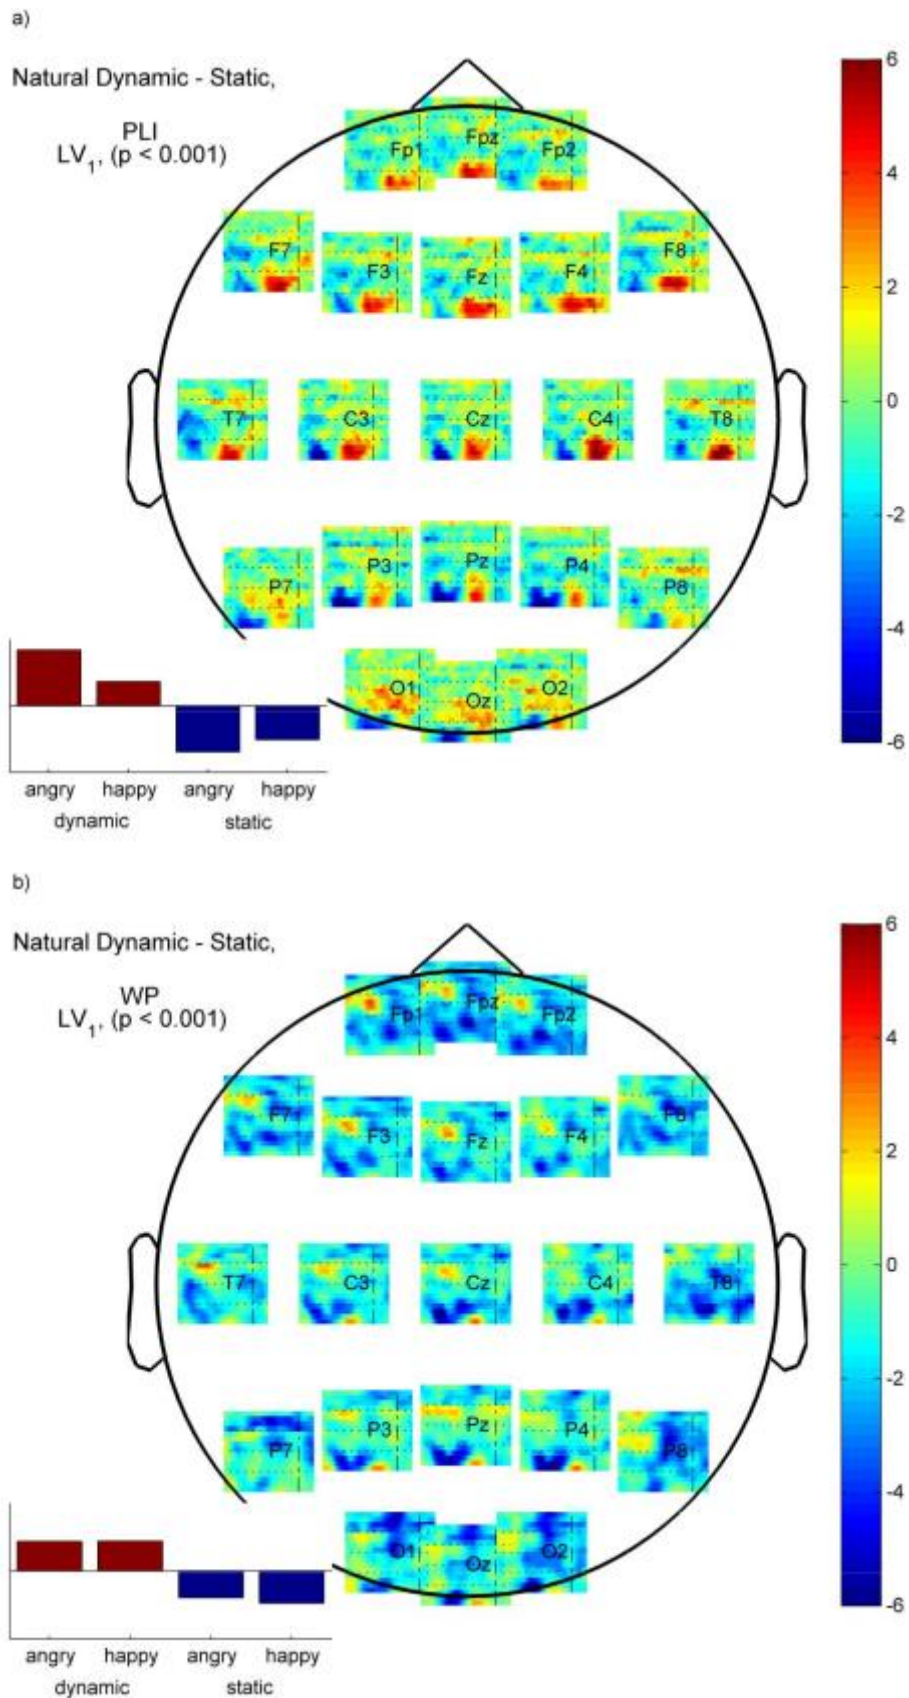 a)
Natural Dynamic - Static,
PLI
LV1, (p < 0.001)
Fp1 Fpz Fp2
F7 F3 Fz F4 F8
T7 C3 Cz C4 T8
P7 P3 Pz P4 P8
O1 Oz O2
6
4
2
0
-2
-4
-6
angry happy angry happy
dynamic static
b)
Natural Dynamic - Static,
WP
LV1, (p < 0.001)
Fp1 Fpz Fp2
F7 F3 Fz F4 F8
T7 C3 Cz C4 T8
P7 P3 Pz P4 P8
O1 Oz O2
6
4
2
0
-2
-4
-6
angry happy angry happy
dynamic static